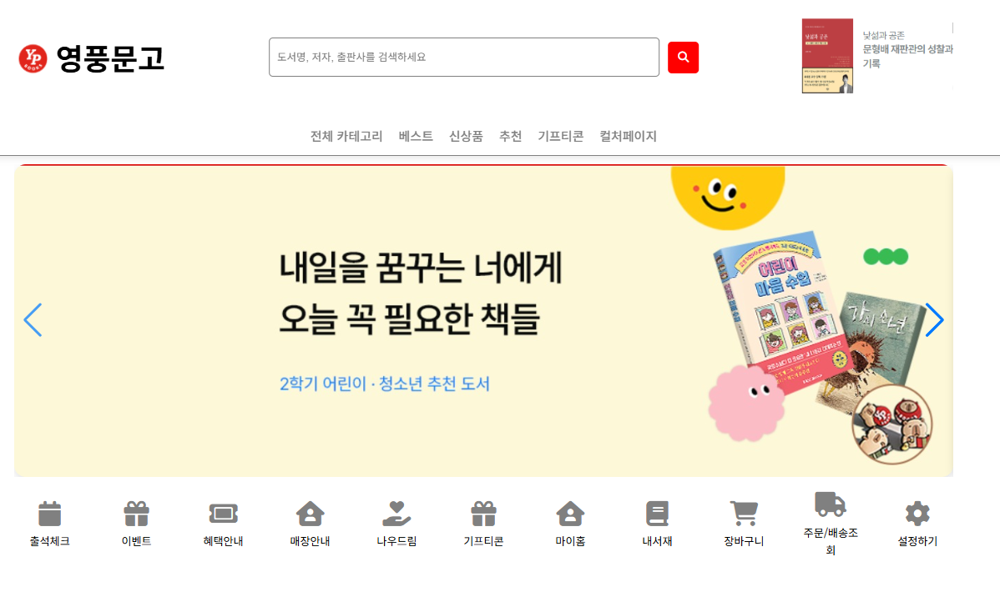 YP BOOKS 영풍문고
도서명, 저자, 출판사를 검색하세요
낯섦과 공존
낯섦과 공존
문형배 재판관의 성찰과
기록
전체 카테고리 베스트 신상품 추천 기프티콘 컬처페이지
내일을 꿈꾸는 너에게
오늘 꼭 필요한 책들
2학기 어린이 · 청소년 추천 도서
어린이
마음 수업
가시 소년
출석체크 이벤트 혜택안내 매장안내 나우드림 기프티콘 마이홈 내서재 장바구니 주문/배송조 설정하기
회